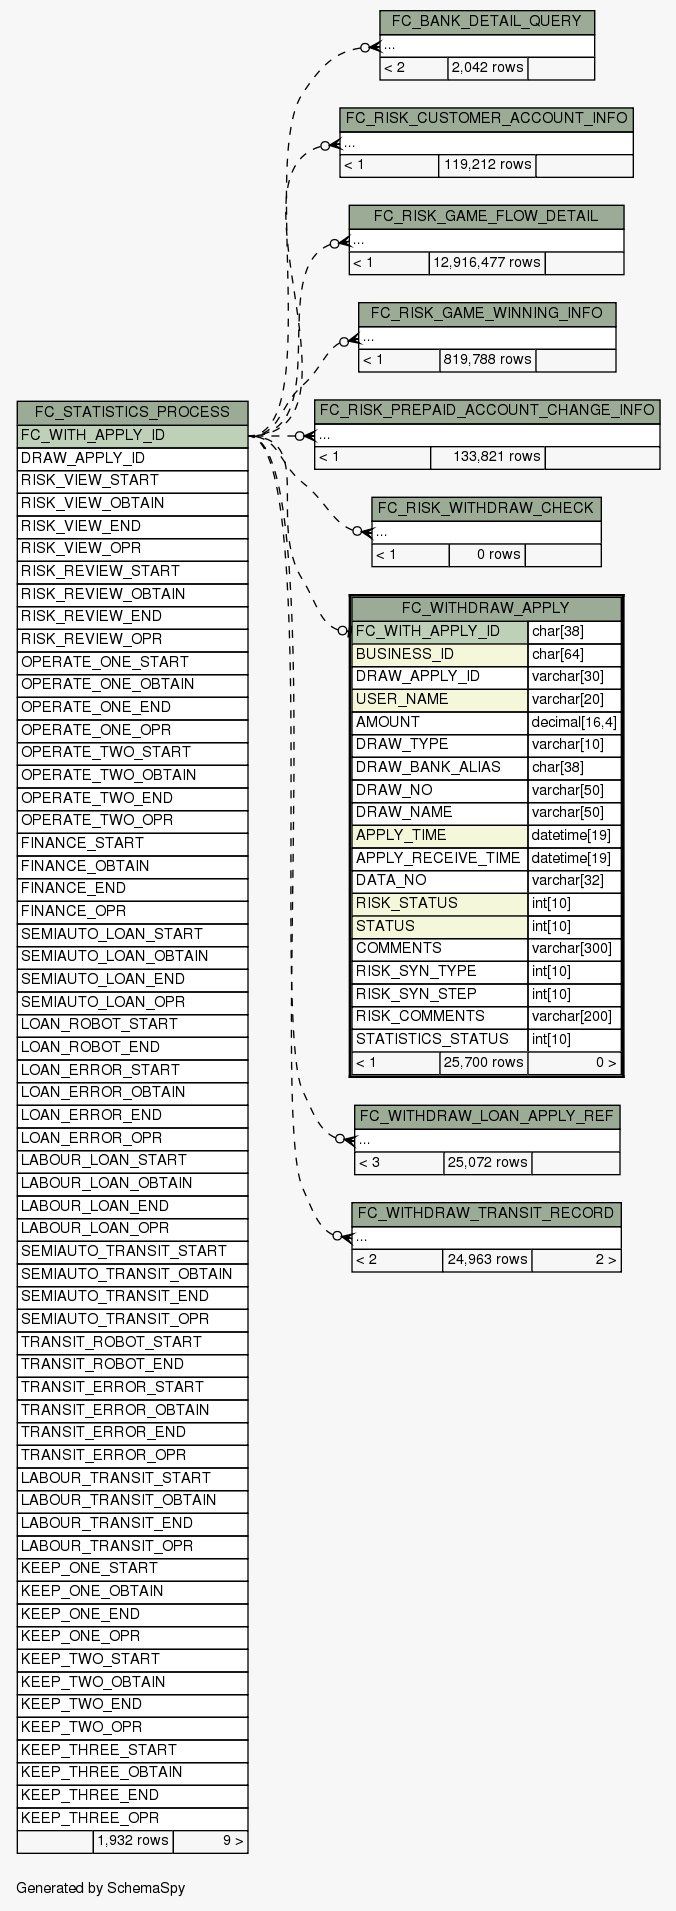 FC_BANK_DETAIL_QUERY
...
< 2 2,042 rows
FC_RISK_CUSTOMER_ACCOUNT_INFO
...
< 1 119,212 rows
FC_RISK_GAME_FLOW_DETAIL
...
< 1 12,916,477 rows
FC_RISK_GAME_WINNING_INFO
...
< 1 819,788 rows
FC_RISK_PREPAID_ACCOUNT_CHANGE_INFO
...
< 1 133,821 rows
FC_RISK_WITHDRAW_CHECK
...
< 1 0 rows
FC_WITHDRAW_APPLY
FC_WITH_APPLY_ID char[38]
BUSINESS_ID char[64]
DRAW_APPLY_ID varchar[30]
USER_NAME varchar[20]
AMOUNT decimal[16,4]
DRAW_TYPE varchar[10]
DRAW_BANK_ALIAS char[38]
DRAW_NO varchar[50]
DRAW_NAME varchar[50]
APPLY_TIME datetime[19]
APPLY_RECEIVE_TIME datetime[19]
DATA_NO varchar[32]
RISK_STATUS int[10]
STATUS int[10]
COMMENTS varchar[300]
RISK_SYN_TYPE int[10]
RISK_SYN_STEP int[10]
RISK_COMMENTS varchar[200]
STATISTICS_STATUS int[10]
< 1 25,700 rows 0 >
FC_WITHDRAW_LOAN_APPLY_REF
...
< 3 25,072 rows
FC_WITHDRAW_TRANSIT_RECORD
...
< 2 24,963 rows 2 >
FC_STATISTICS_PROCESS
FC_WITH_APPLY_ID
DRAW_APPLY_ID
RISK_VIEW_START
RISK_VIEW_OBTAIN
RISK_VIEW_END
RISK_VIEW_OPR
RISK_REVIEW_START
RISK_REVIEW_OBTAIN
RISK_REVIEW_END
RISK_REVIEW_OPR
OPERATE_ONE_START
OPERATE_ONE_OBTAIN
OPERATE_ONE_END
OPERATE_ONE_OPR
OPERATE_TWO_START
OPERATE_TWO_OBTAIN
OPERATE_TWO_END
OPERATE_TWO_OPR
FINANCE_START
FINANCE_OBTAIN
FINANCE_END
FINANCE_OPR
SEMIAUTO_LOAN_START
SEMIAUTO_LOAN_OBTAIN
SEMIAUTO_LOAN_END
SEMIAUTO_LOAN_OPR
LOAN_ROBOT_START
LOAN_ROBOT_END
LOAN_ERROR_START
LOAN_ERROR_OBTAIN
LOAN_ERROR_END
LOAN_ERROR_OPR
LABOUR_LOAN_START
LABOUR_LOAN_OBTAIN
LABOUR_LOAN_END
LABOUR_LOAN_OPR
SEMIAUTO_TRANSIT_START
SEMIAUTO_TRANSIT_OBTAIN
SEMIAUTO_TRANSIT_END
SEMIAUTO_TRANSIT_OPR
TRANSIT_ROBOT_START
TRANSIT_ROBOT_END
TRANSIT_ERROR_START
TRANSIT_ERROR_OBTAIN
TRANSIT_ERROR_END
TRANSIT_ERROR_OPR
LABOUR_TRANSIT_START
LABOUR_TRANSIT_OBTAIN
LABOUR_TRANSIT_END
LABOUR_TRANSIT_OPR
KEEP_ONE_START
KEEP_ONE_OBTAIN
KEEP_ONE_END
KEEP_ONE_OPR
KEEP_TWO_START
KEEP_TWO_OBTAIN
KEEP_TWO_END
KEEP_TWO_OPR
KEEP_THREE_START
KEEP_THREE_OBTAIN
KEEP_THREE_END
KEEP_THREE_OPR
1,932 rows 9 >
Generated by SchemaSpy